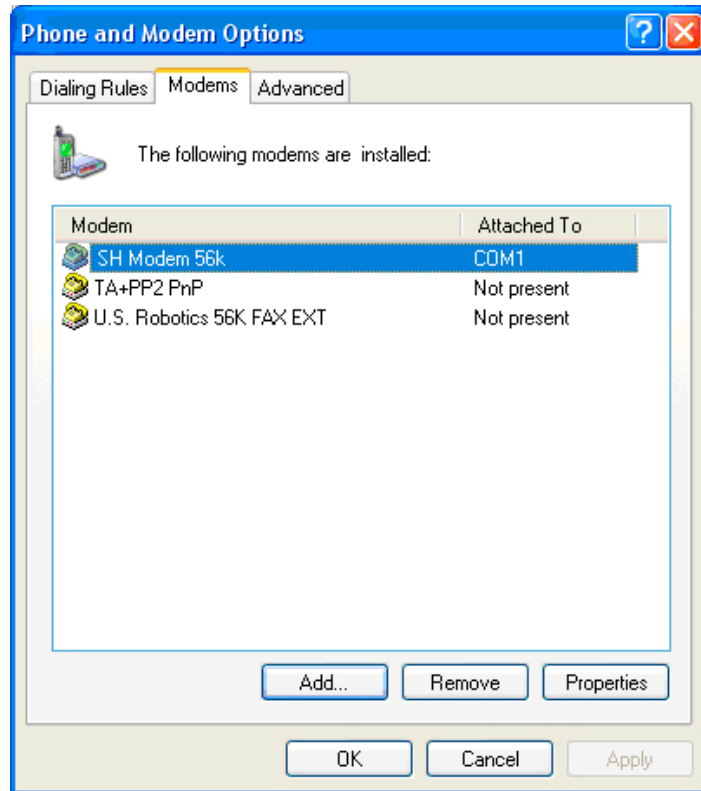 Phone and Modem Options
Dialing Rules Modems Advanced
The following modems are installed:
Modem Attached To
SH Modem 56k COM1
TA+PP2 PnP Not present
U.S. Robotics 56K FAX EXT Not present
Add... Remove Properties
OK Cancel Apply